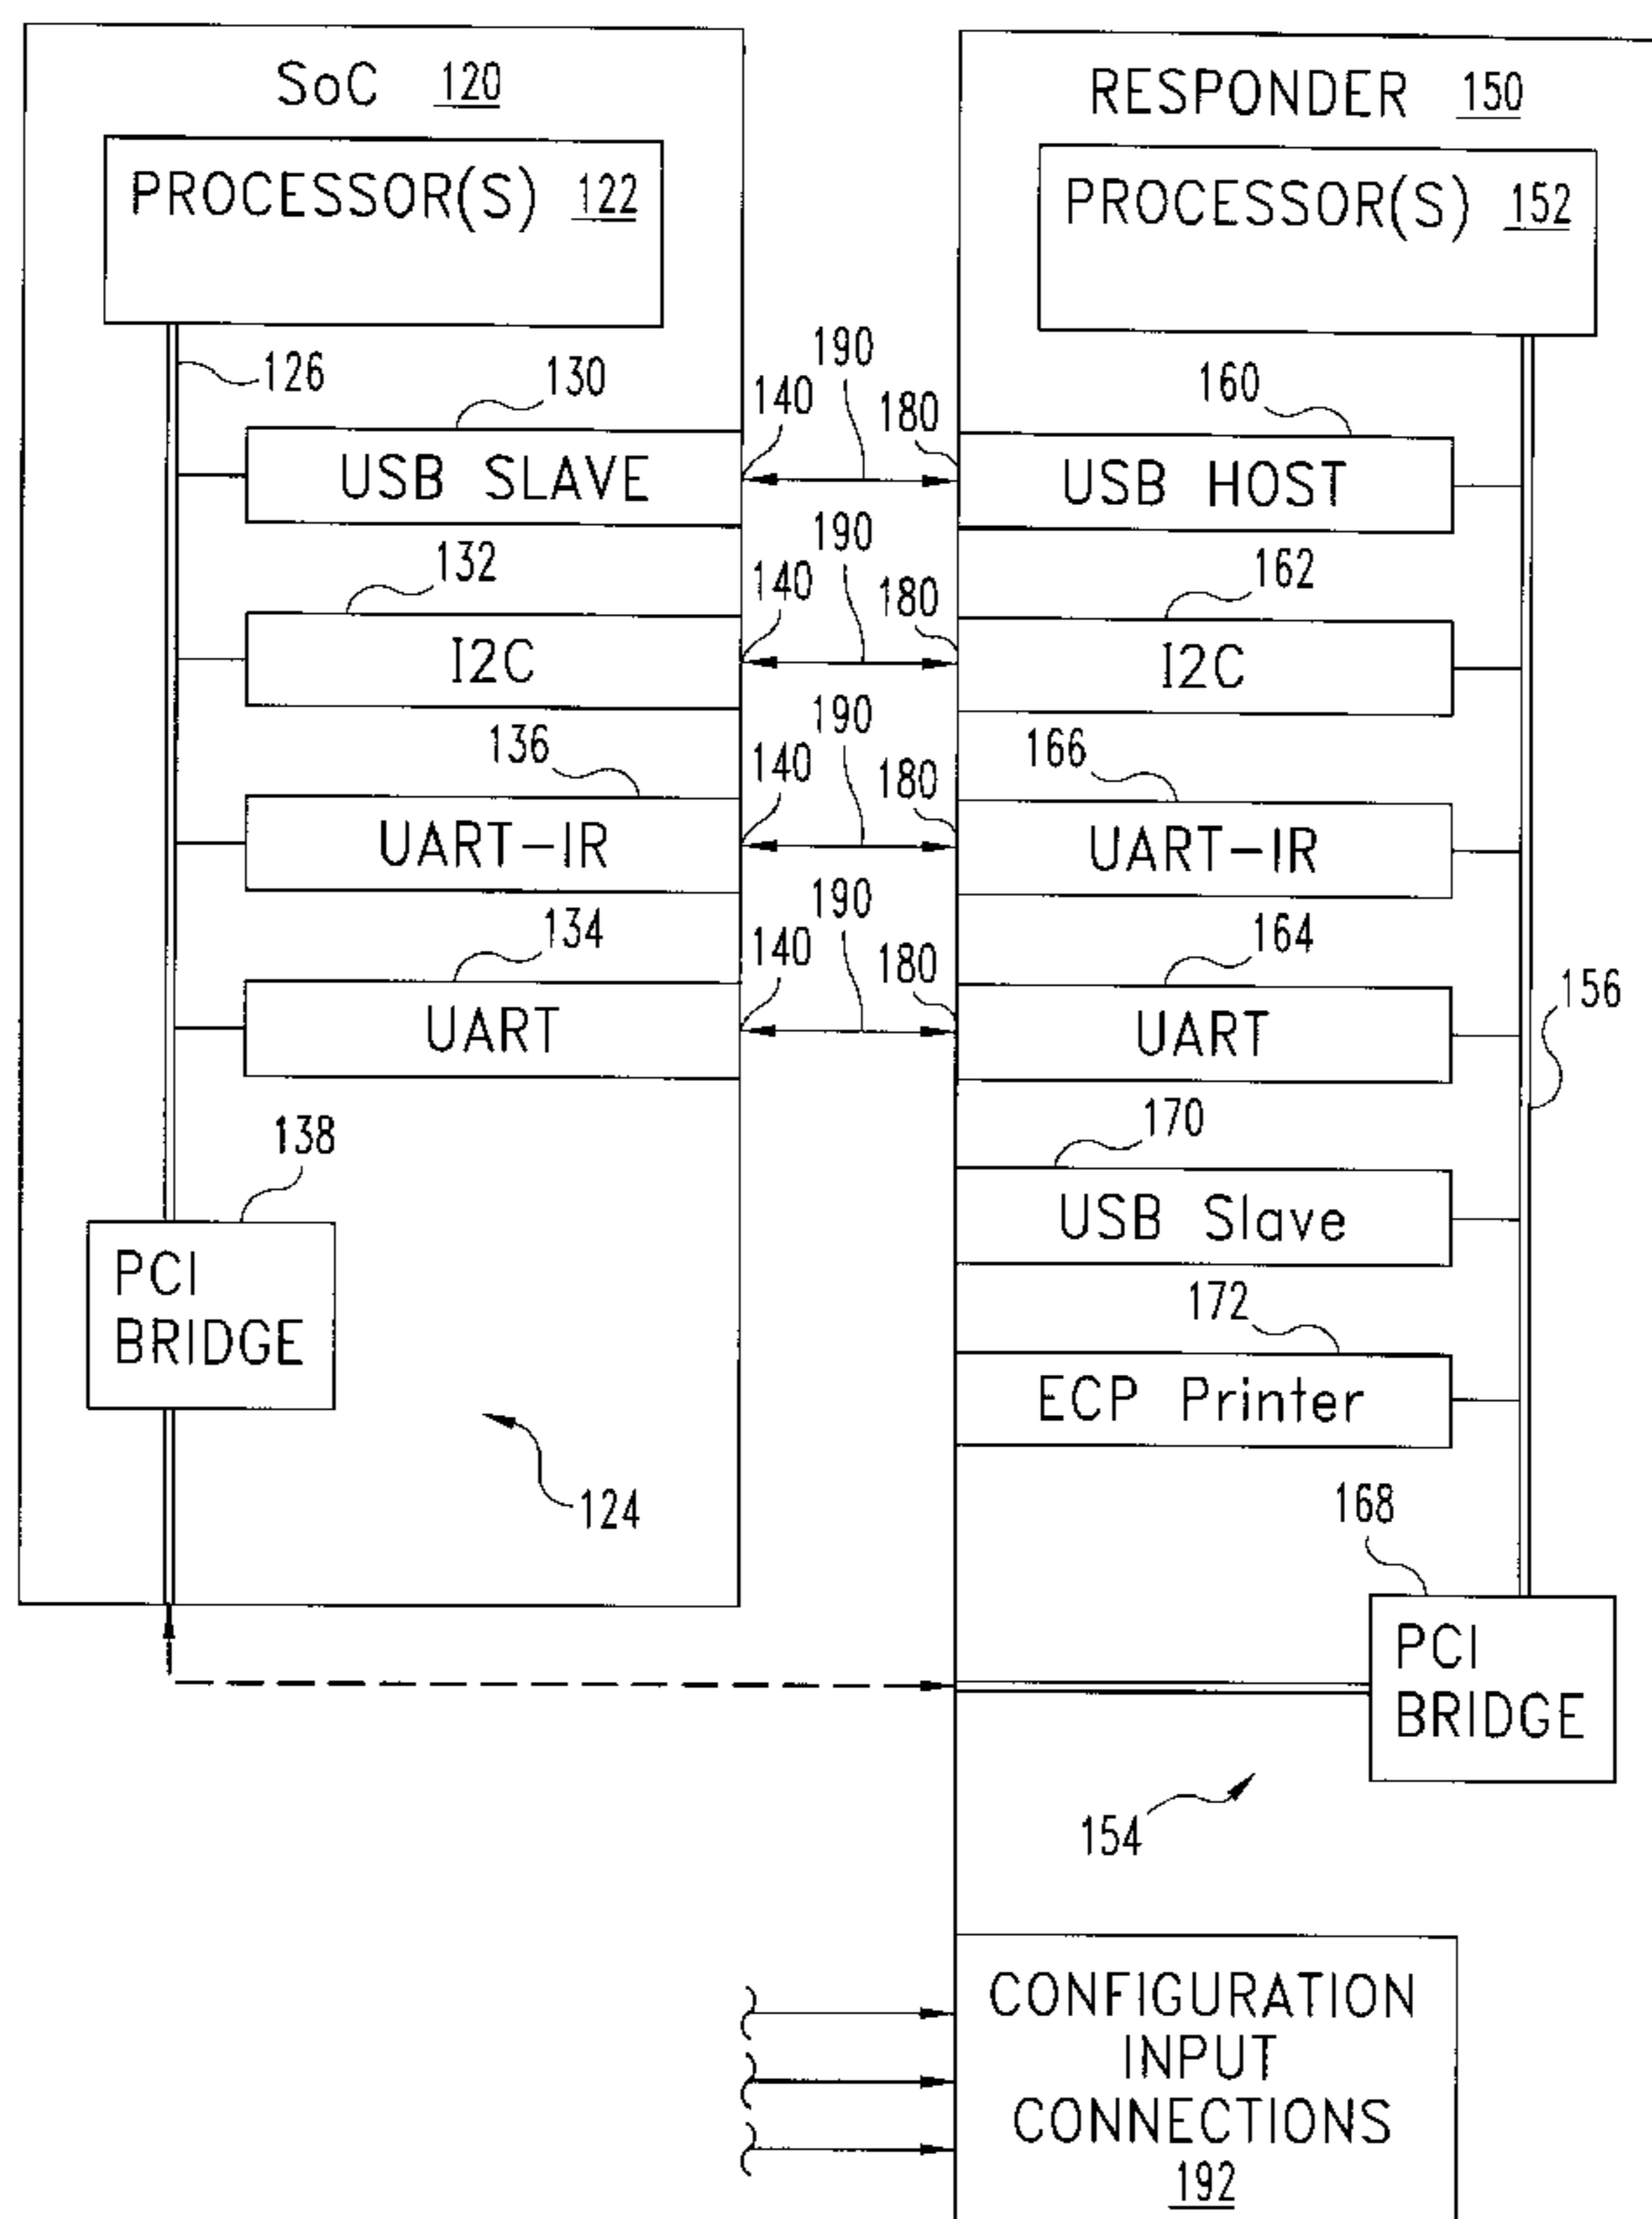 SoC 120
PROCESSOR(S) 122
126
130
USB SLAVE
132
I2C
136
UART-IR
134
UART
138
PCI
BRIDGE
124
140
190
180
140
190
180
140
190
180
140
190
180
RESPONDER 150
PROCESSOR(S) 152
160
USB HOST
162
I2C
166
UART-IR
164
UART
156
170
USB Slave
172
ECP Printer
168
PCI
BRIDGE
154
CONFIGURATION
INPUT
CONNECTIONS
192